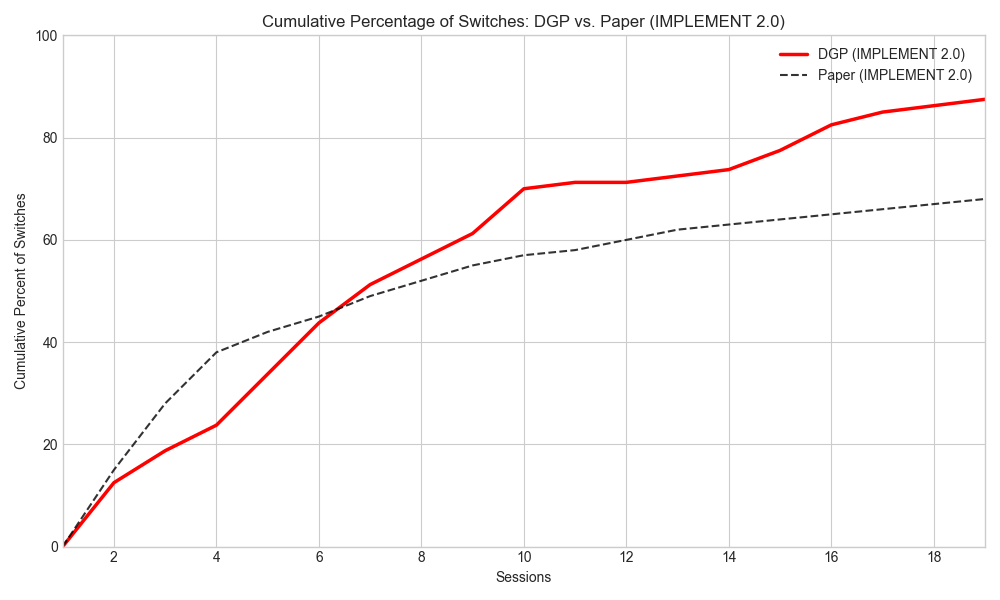 Cumulative Percentage of Switches: DGP vs. Paper (IMPLEMENT 2.0)
DGP (IMPLEMENT 2.0)
Paper (IMPLEMENT 2.0)
Cumulative Percent of Switches
100
80
60
40
20
0
2 4 6 8 10 12 14 16 18
Sessions